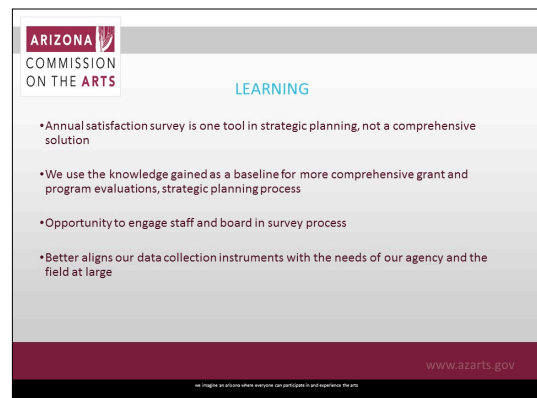 ARIZONA
COMMISSION
ON THE ARTS
LEARNING
•Annual satisfaction survey is one tool in strategic planning, not a comprehensive
solution
•We use the knowledge gained as a baseline for more comprehensive grant and
program evaluations, strategic planning process
•Opportunity to engage staff and board in survey process
•Better aligns our data collection instruments with the needs of our agency and the
field at large
www.azarts.gov
we imagine an arizona where everyone can participate in and experience the arts